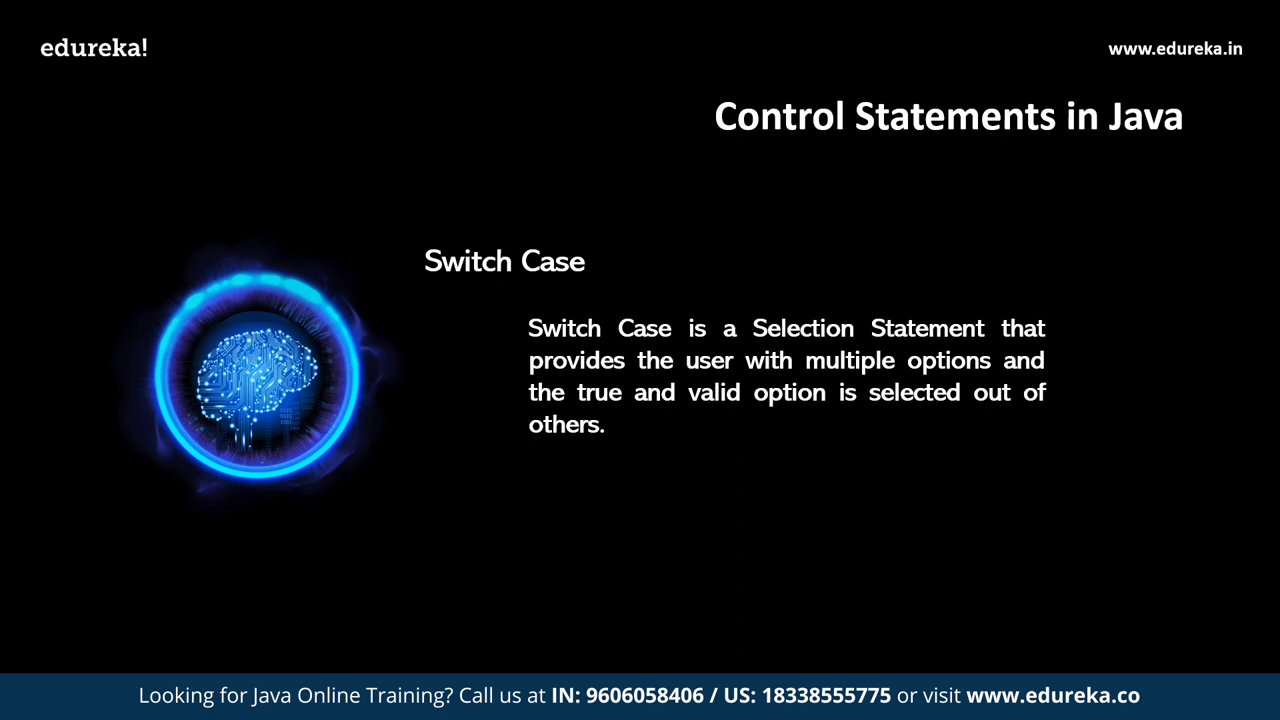 edureka!
www.edureka.in
Control Statements in Java
Switch Case
Switch Case is a Selection Statement that
provides the user with multiple options and
the true and valid option is selected out of
others.
Looking for Java Online Training? Call us at IN: 9606058406 / US: 18338555775 or visit www.edureka.co